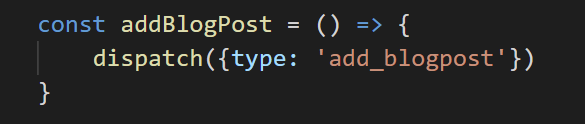 const addBlogPost = () => {
    dispatch({type: 'add_blogpost'})
}